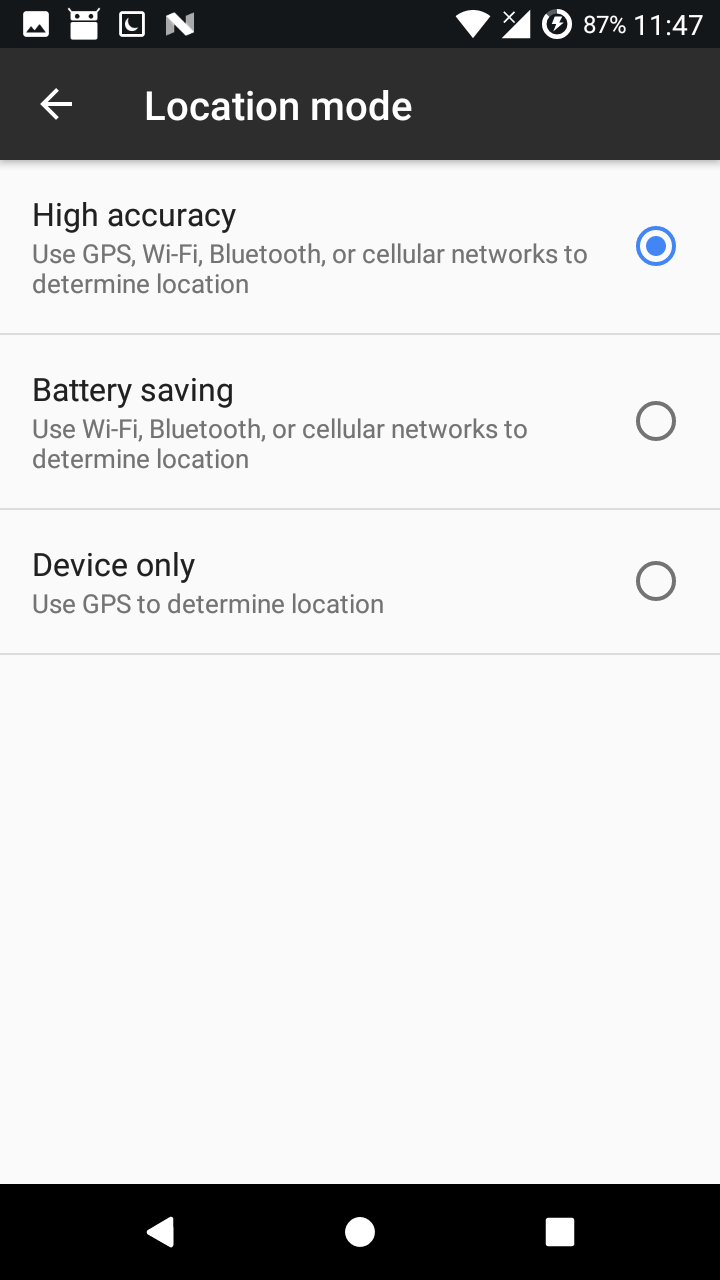 87% 11:47
Location mode
High accuracy
Use GPS, Wi-Fi, Bluetooth, or cellular networks to
determine location
Battery saving
Use Wi-Fi, Bluetooth, or cellular networks to
determine location
Device only
Use GPS to determine location